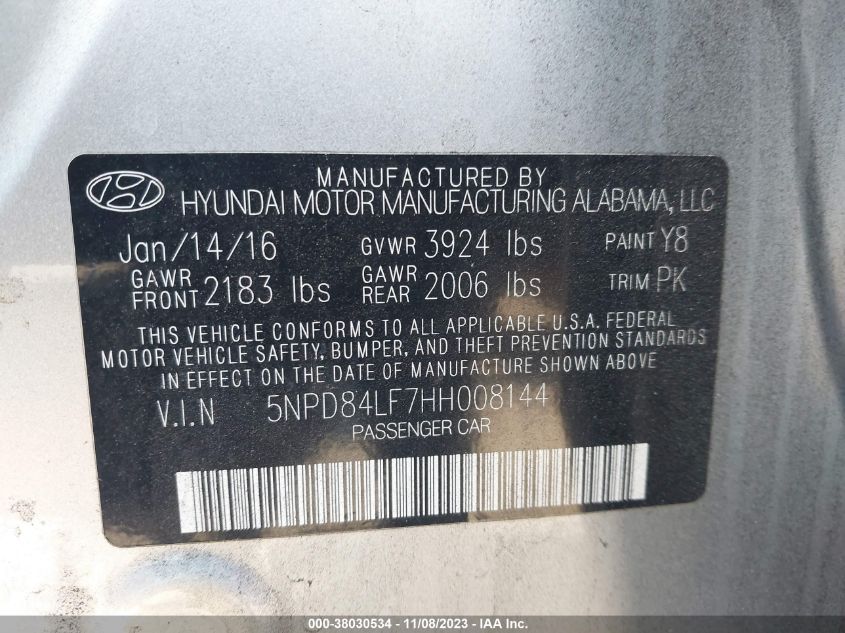 MANUFACTURED BY
HYUNDAI MOTOR MANUFACTURING ALABAMA, LLC
Jan/14/16 GVWR 3924 lbs PAINT Y8
GAWR FRONT 2183 lbs GAWR REAR 2006 lbs TRIM PK
THIS VEHICLE CONFORMS TO ALL APPLICABLE U.S.A. FEDERAL
MOTOR VEHICLE SAFETY, BUMPER, AND THEFT PREVENTION STANDARDS
IN EFFECT ON THE DATE OF MANUFACTURE SHOWN ABOVE
V.I.N 5NPD84LF7HH008144
PASSENGER CAR
000-38030534 - 11/08/2023 - IAA Inc.